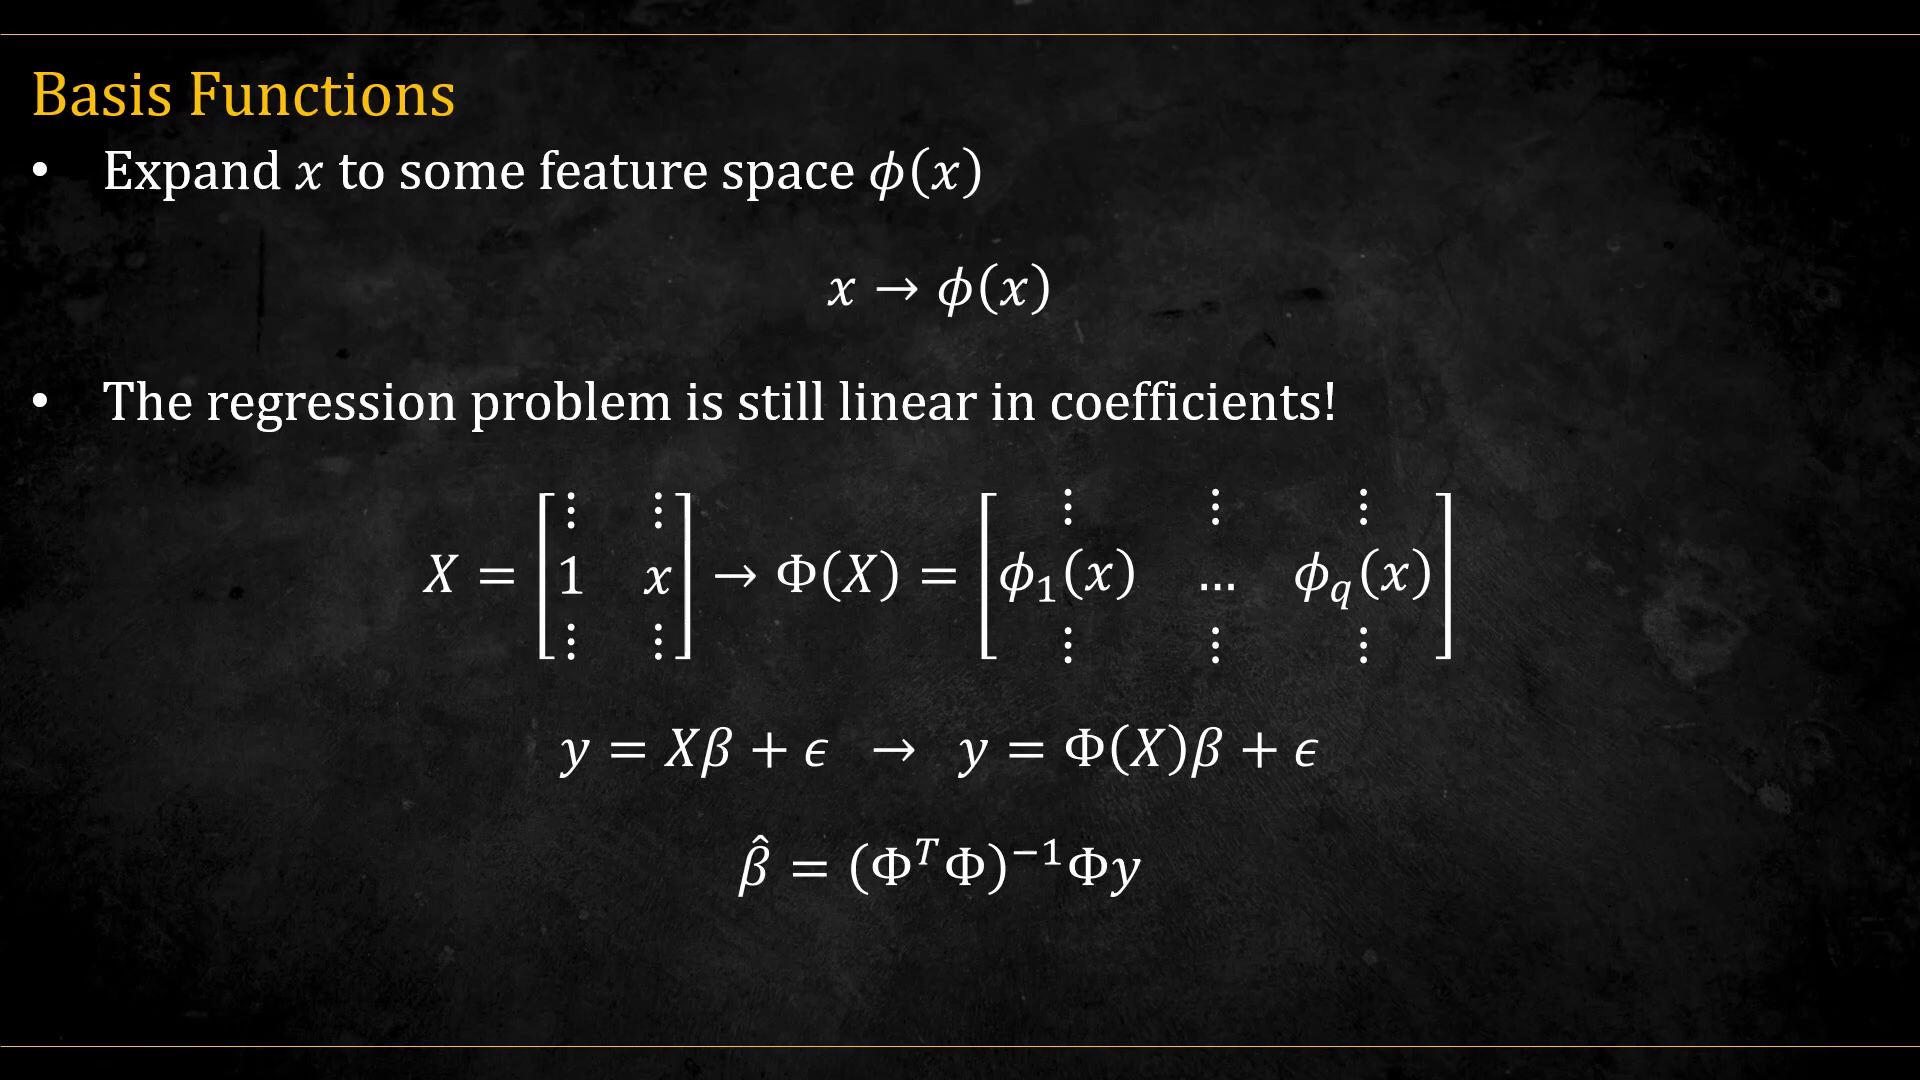 Basis Functions
• Expand 𝑥 to some feature space 𝜙(𝑥)
𝑥 → 𝜙(𝑥)
• The regression problem is still linear in coefficients!
𝑋 = [⋮ ⋮; 1 𝑥; ⋮ ⋮] → Φ(𝑋) = [⋮ ⋮ ⋮; 𝜙₁(𝑥) … 𝜙_𝑞(𝑥); ⋮ ⋮ ⋮]
𝑦 = 𝑋𝛽 + 𝜖 → 𝑦 = Φ(𝑋)𝛽 + 𝜖
𝛽̂ = (ΦᵀΦ)⁻¹Φ𝑦